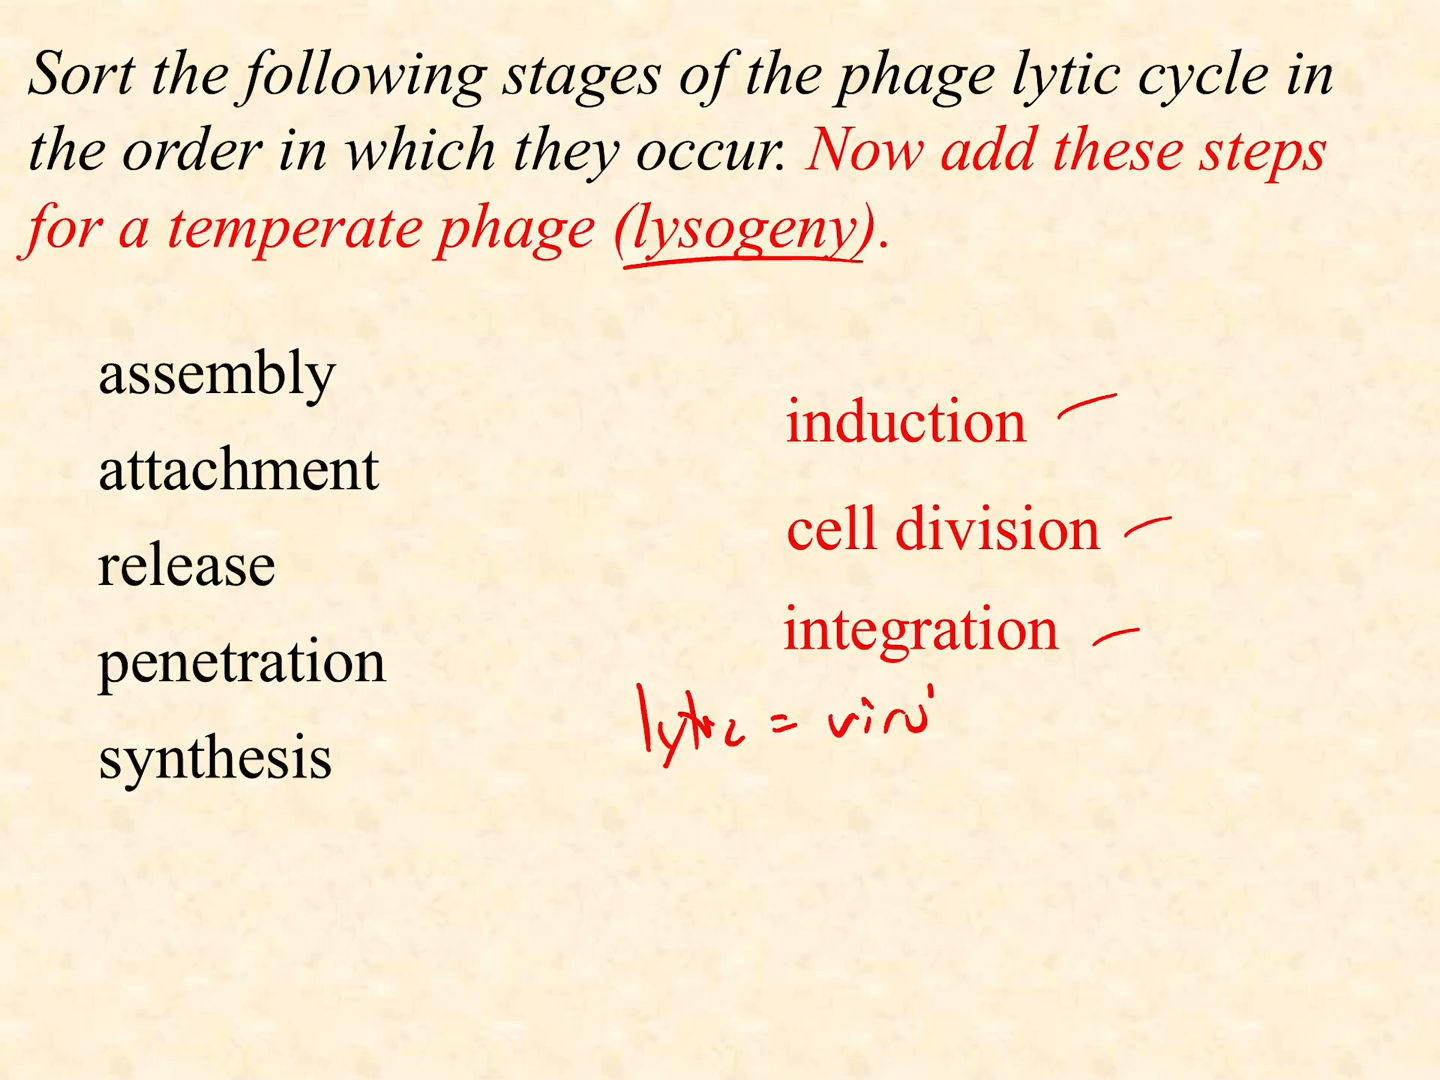 Sort the following stages of the phage lytic cycle in
the order in which they occur. Now add these steps
for a temperate phage (lysogeny).
assembly
attachment
release
penetration
synthesis
induction
cell division
integration
lytic =